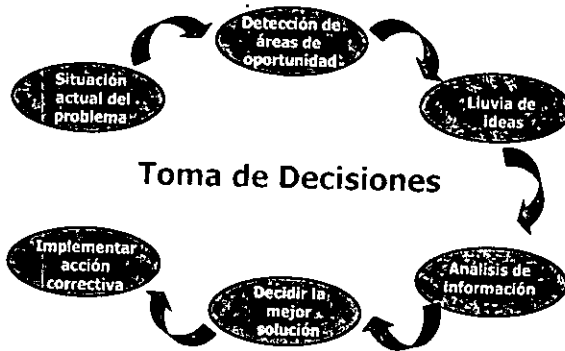 Situación
actual del
problema
Detección de
áreas de
oportunidad
Lluvia de
ideas
Toma de Decisiones
Análisis de
información
Decidir la
mejor
solución
Implementar
acción
correctiva